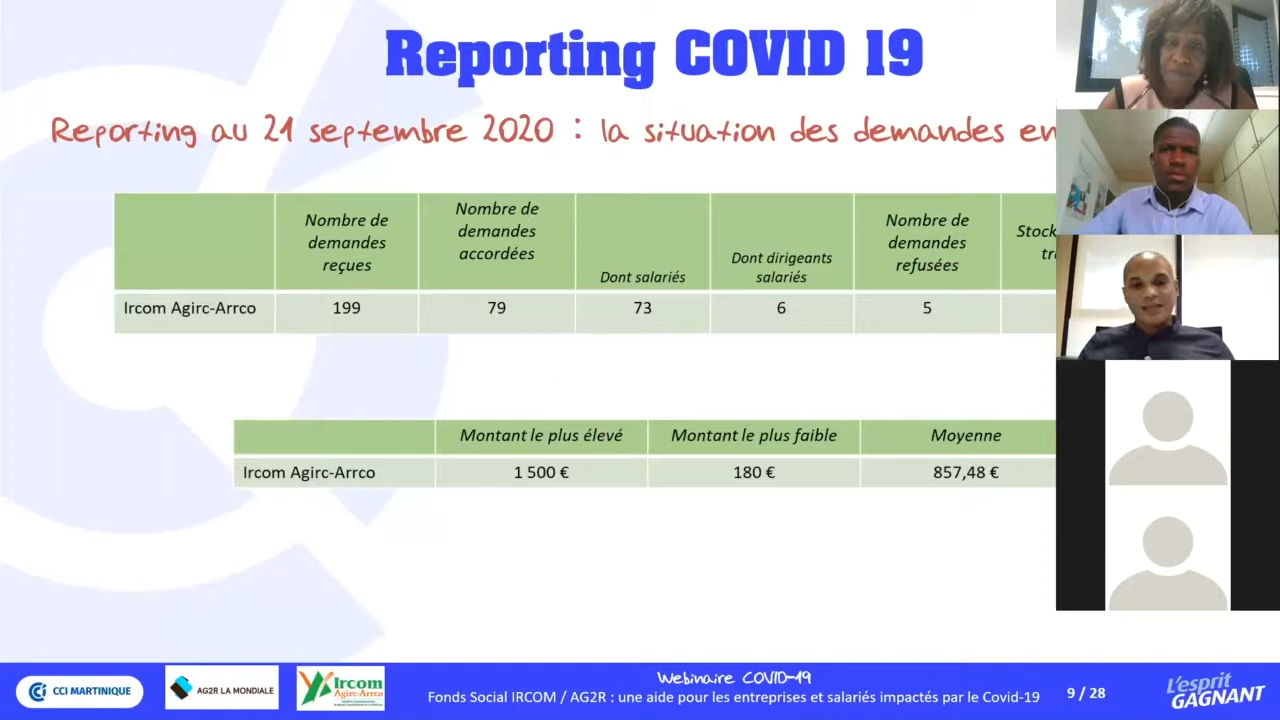 Reporting COVID 19
Reporting au 21 septembre 2020 : la situation des demandes en
Nombre de demandes reçues
Nombre de demandes accordées
Dont salariés
Dont dirigeants salariés
Nombre de demandes refusées
Stock
Ircom Agirc-Arrco 199 79 73 6 5
Montant le plus élevé Montant le plus faible Moyenne
Ircom Agirc-Arrco 1 500 € 180 € 857,48 €
CCI MARTINIQUE
AG2R LA MONDIALE
Ircom
Agirc-Arrco
Webinaire COVID-19
Fonds Social IRCOM / AG2R : une aide pour les entreprises et salariés impactés par le Covid-19
9 / 28
L'esprit
GAGNANT